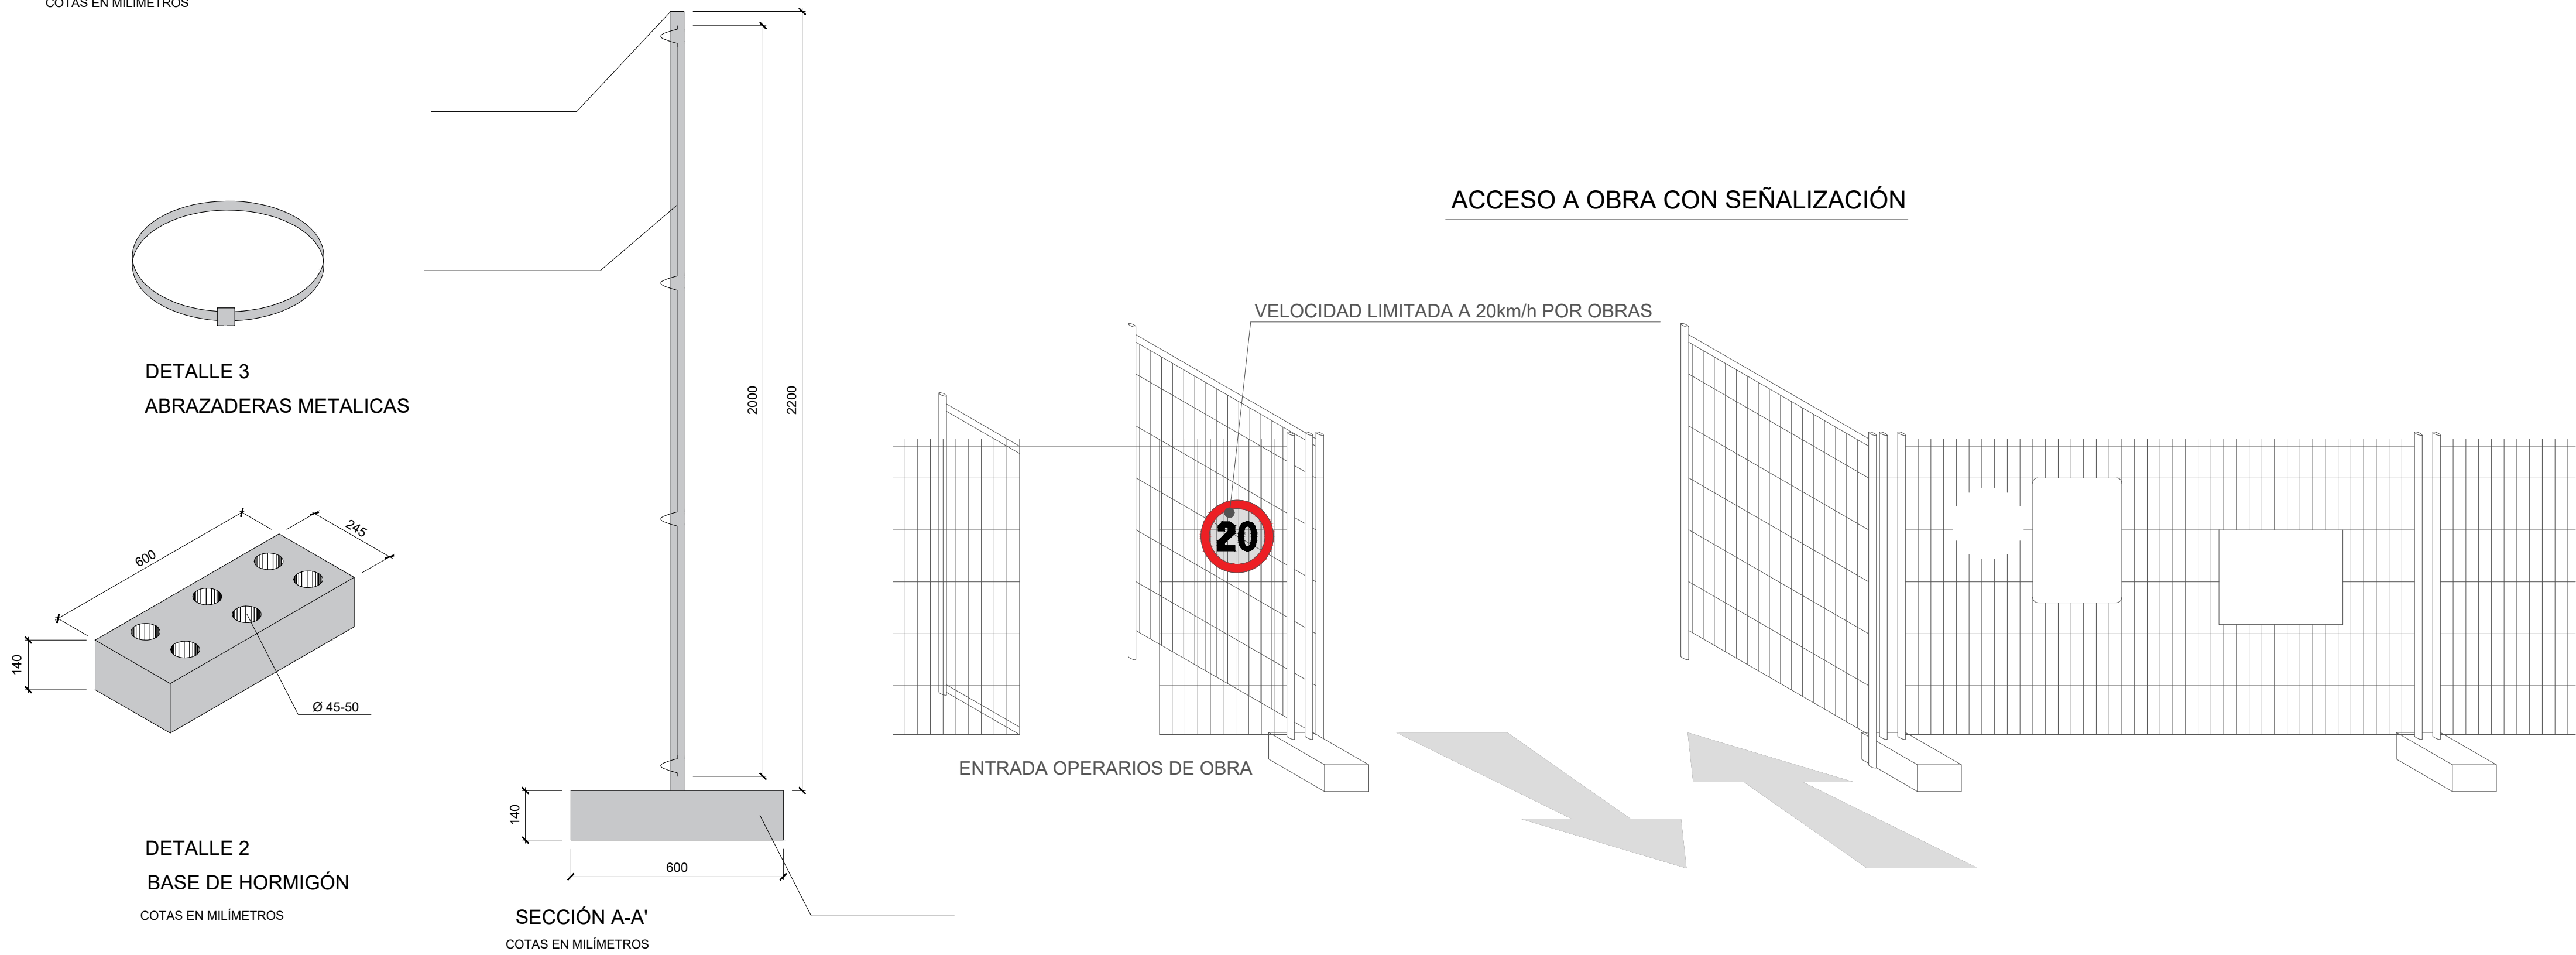 COTAS EN MILÍMETROS
DETALLE 3
ABRAZADERAS METALICAS
600
245
140
Ø 45-50
DETALLE 2
BASE DE HORMIGÓN
COTAS EN MILÍMETROS
2000
2200
140
600
SECCIÓN A-A'
COTAS EN MILÍMETROS
ACCESO A OBRA CON SEÑALIZACIÓN
VELOCIDAD LIMITADA A 20km/h POR OBRAS
20
ENTRADA OPERARIOS DE OBRA